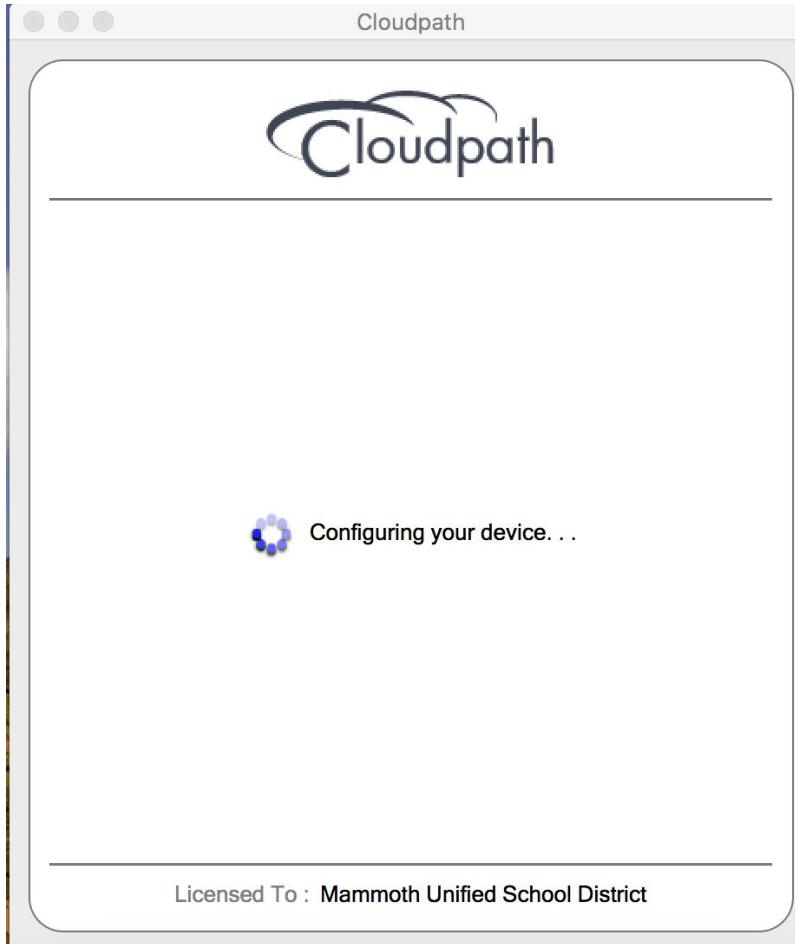 Cloudpath
Cloudpath
Configuring your device. . .
Licensed To : Mammoth Unified School District